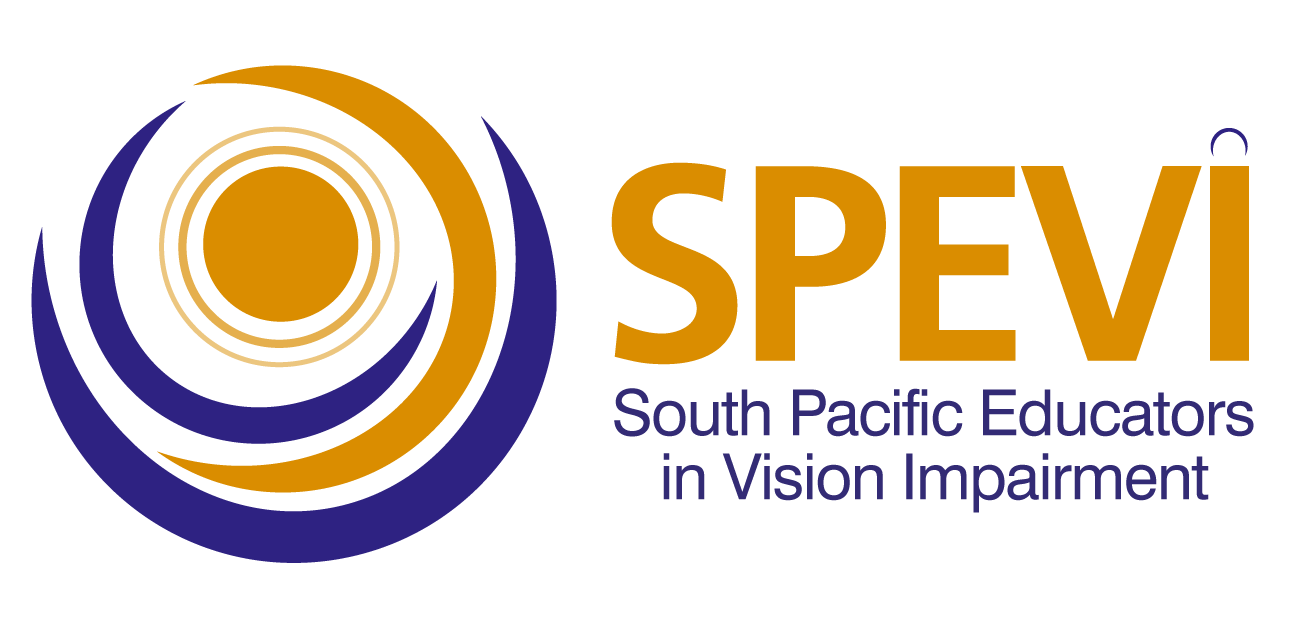 SPEVI
South Pacific Educators
in Vision Impairment